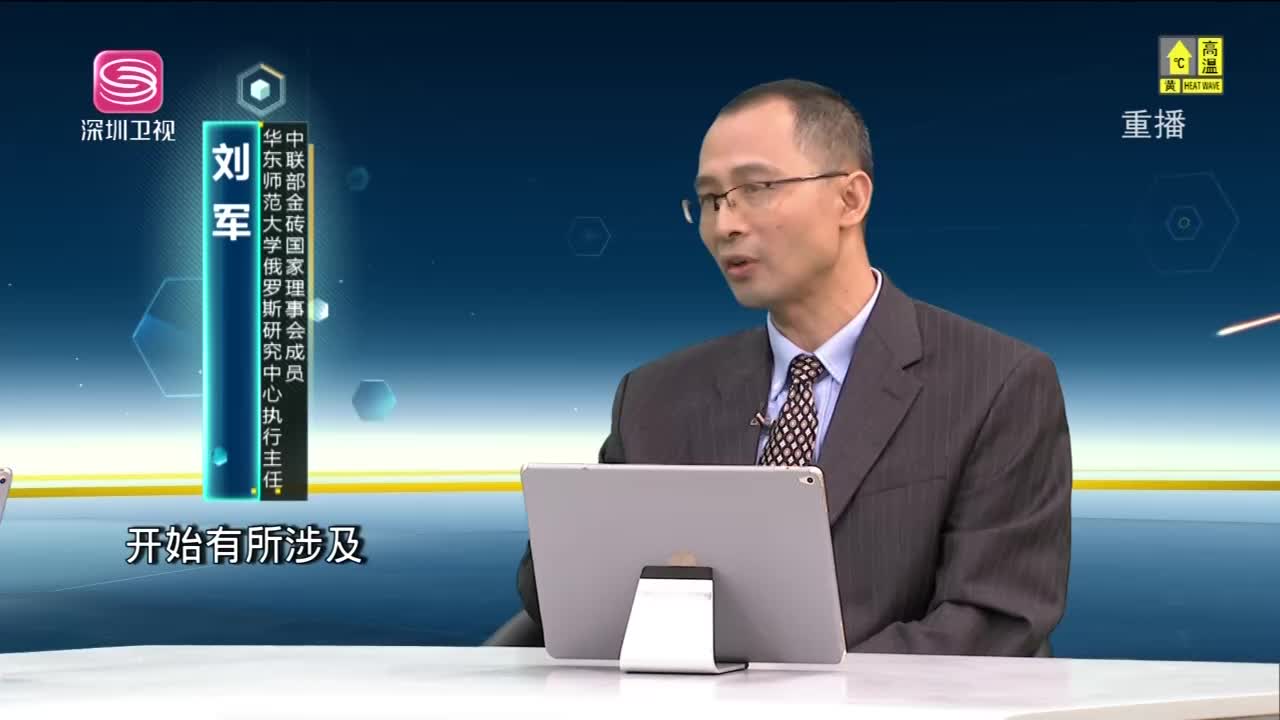 深圳卫视
刘军
中联部金砖国家理事会成员
华东师范大学俄罗斯研究中心执行主任
℃
高温
黄
HEAT WAVE
重播
开始有所涉及